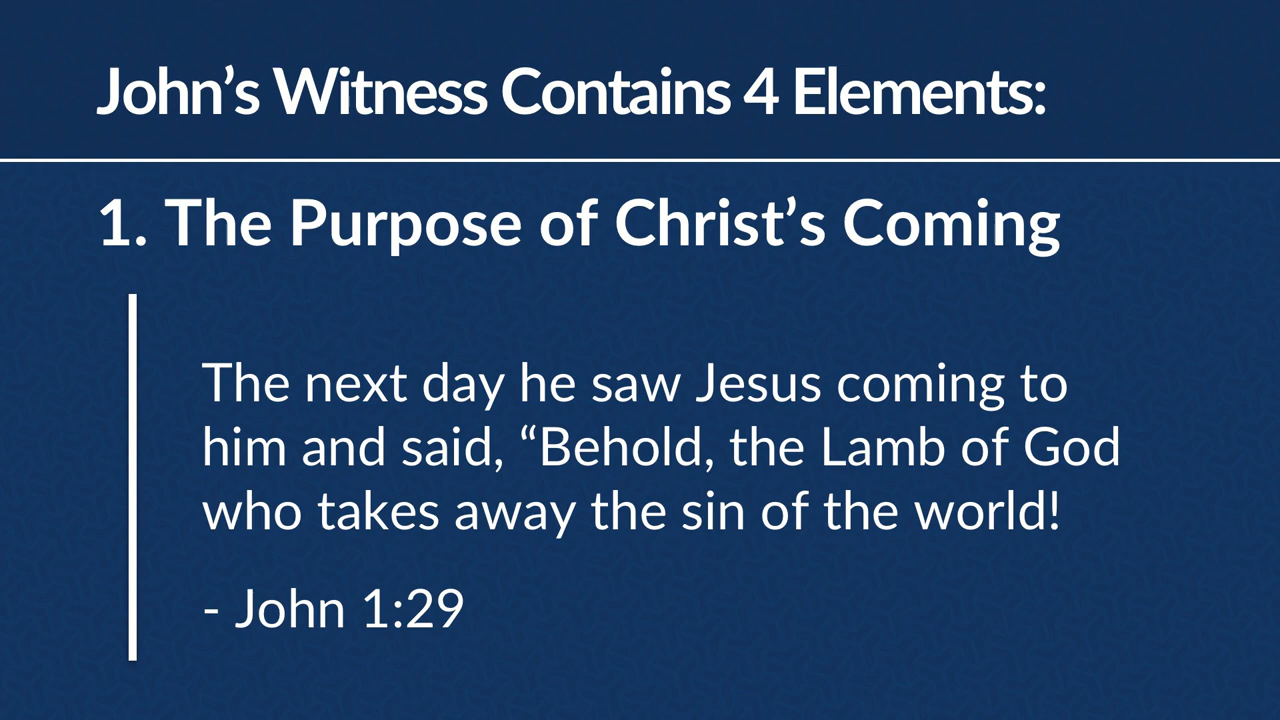 John’s Witness Contains 4 Elements:
1. The Purpose of Christ’s Coming
The next day he saw Jesus coming to
him and said, “Behold, the Lamb of God
who takes away the sin of the world!
- John 1:29